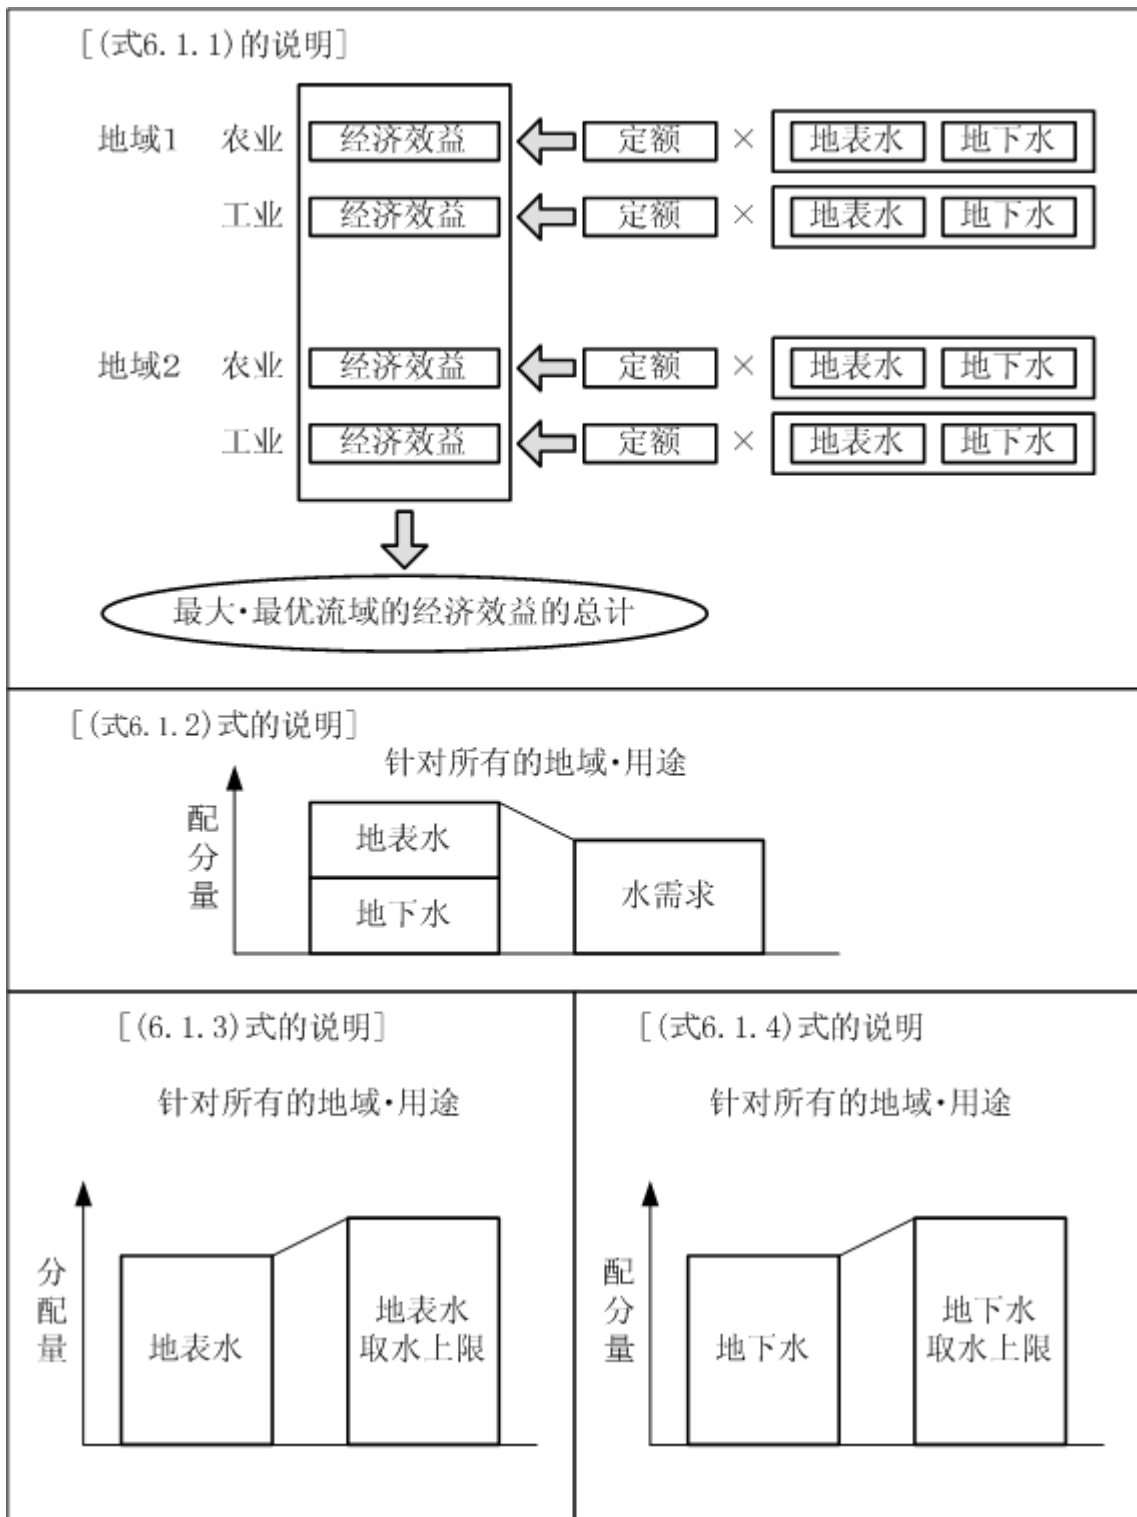 [(式6.1.1)的说明]
地域1 农业 经济效益 定额 × 地表水 地下水
工业 经济效益 定额 × 地表水 地下水
地域2 农业 经济效益 定额 × 地表水 地下水
工业 经济效益 定额 × 地表水 地下水
最大·最优流域的经济效益的总计
[(式6.1.2)式的说明]
针对所有的地域·用途
配分量
地表水
地下水
水需求
[(6.1.3)式的说明]
针对所有的地域·用途
分配量
地表水
地表水
取水上限
[(式6.1.4)式的说明
针对所有的地域·用途
配分量
地下水
地下水
取水上限